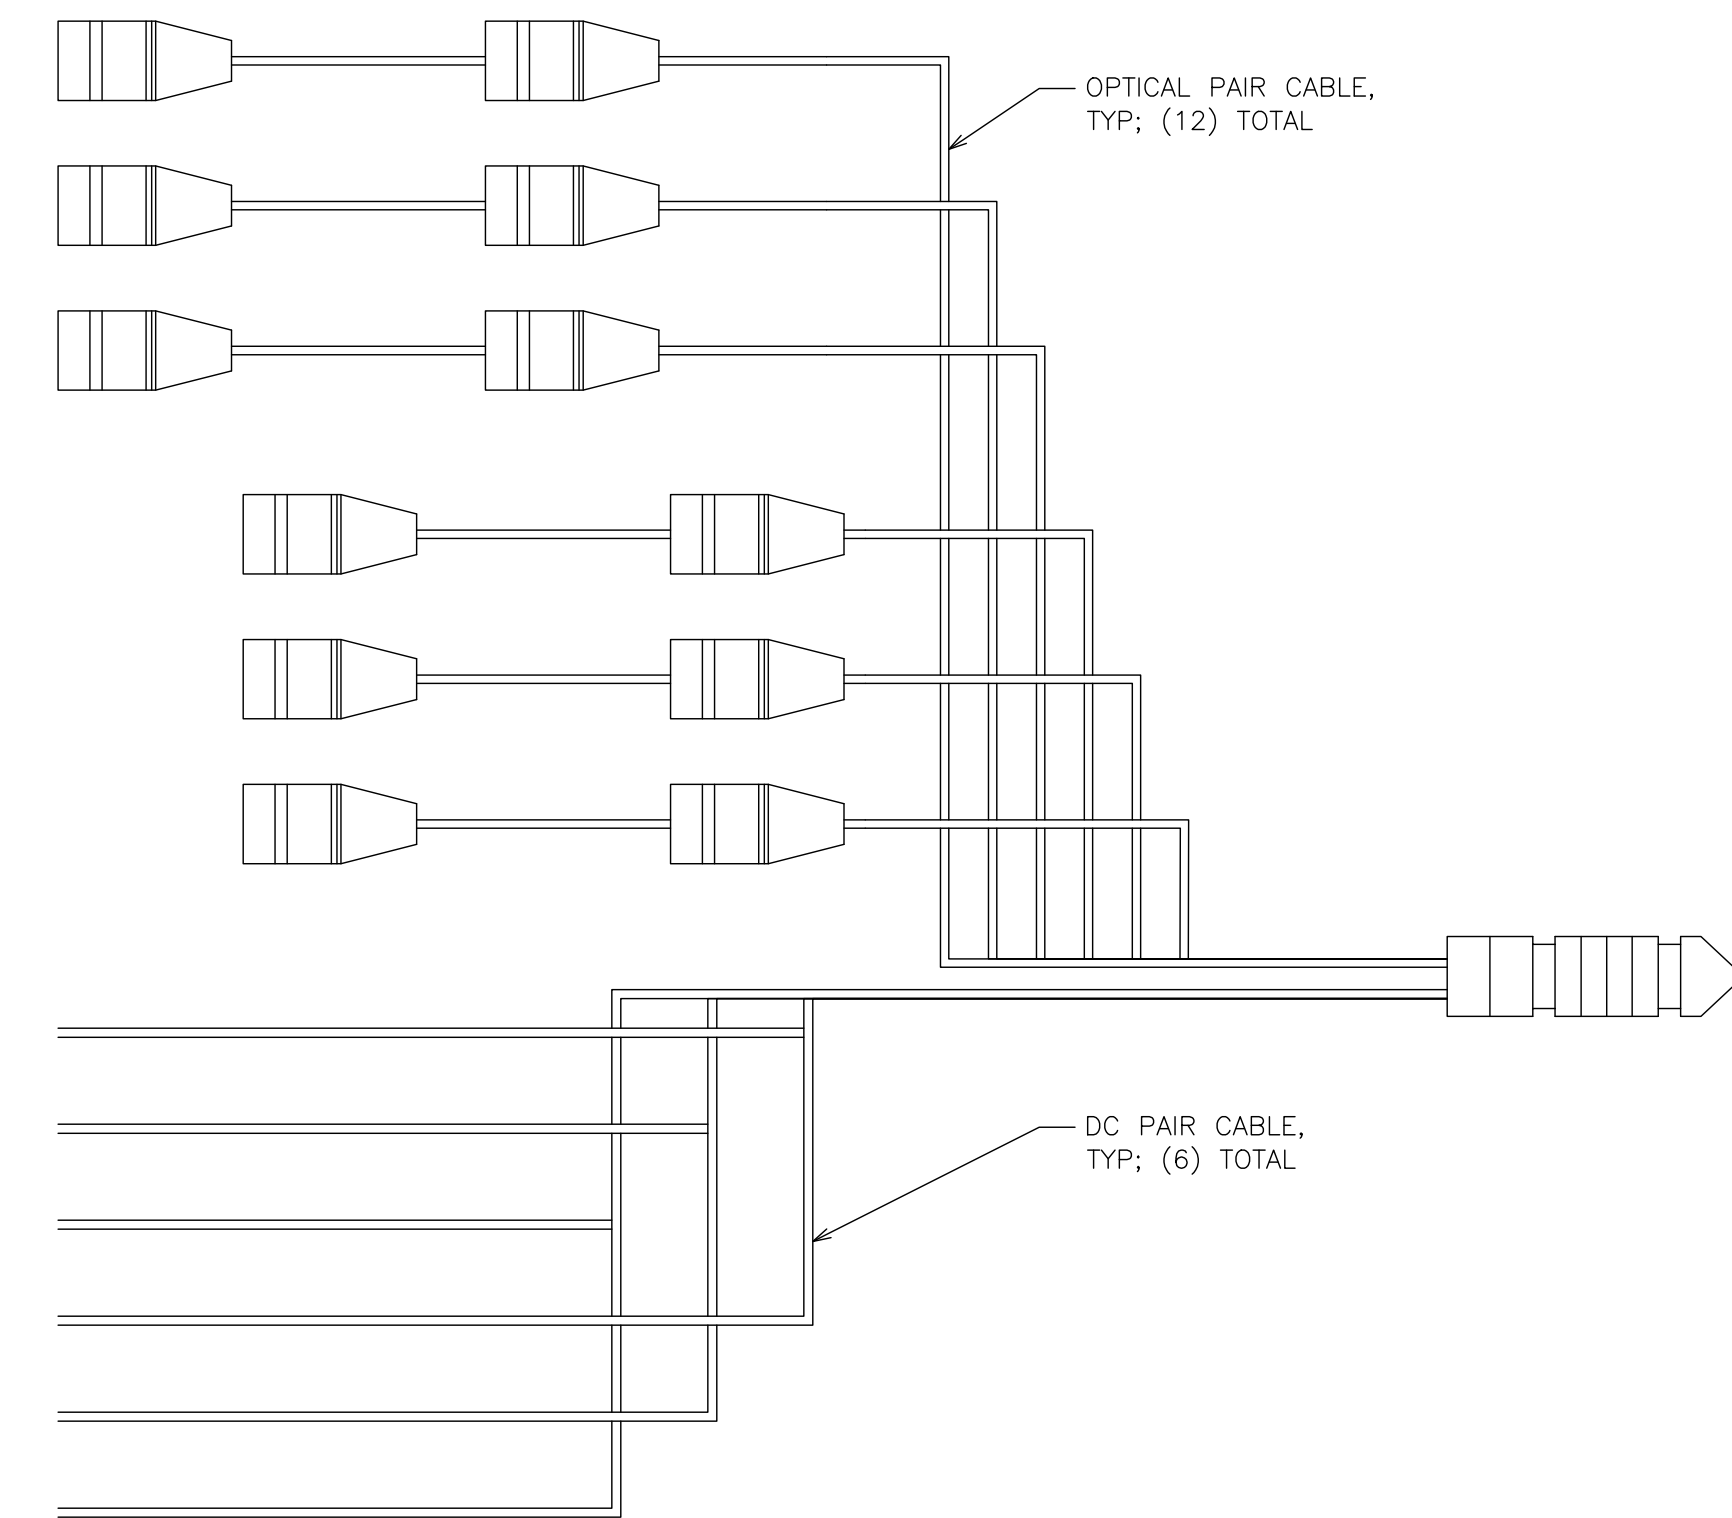 OPTICAL PAIR CABLE,
TYP; (12) TOTAL
DC PAIR CABLE,
TYP; (6) TOTAL